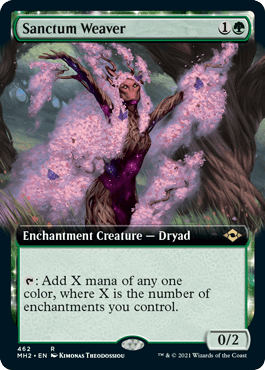 Sanctum Weaver 1
Enchantment Creature — Dryad
: Add X mana of any one
color, where X is the number of
enchantments you control.
0/2
462 R
MH2 • EN KIMONAS THEODOSSIOU
™ & © 2021 Wizards of the Coast